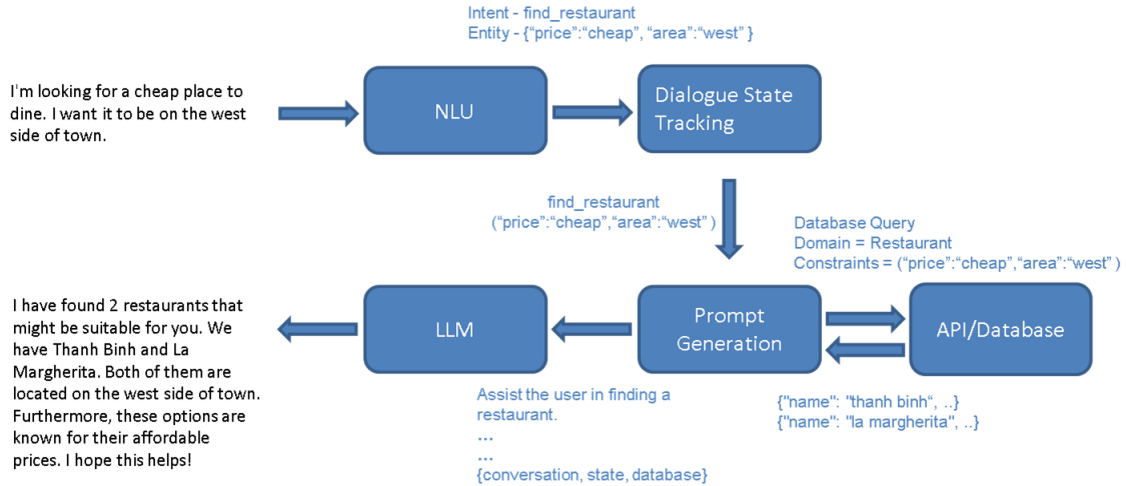 Intent - find_restaurant
Entity - {“price”:“cheap”, “area”:“west” }
I'm looking for a cheap place to
dine. I want it to be on the west
side of town.
NLU
Dialogue State
Tracking
find_restaurant
(“price”:“cheap”,“area”:“west” )
Database Query
Domain = Restaurant
Constraints = (“price”:“cheap”,“area”:“west” )
I have found 2 restaurants that
might be suitable for you. We
have Thanh Binh and La
Margherita. Both of them are
located on the west side of town.
Furthermore, these options are
known for their affordable
prices. I hope this helps!
LLM
Prompt
Generation
API/Database
Assist the user in finding a
restaurant.
...
...
{conversation, state, database}
{"name": "thanh binh“, ..}
{"name": "la margherita", ..}